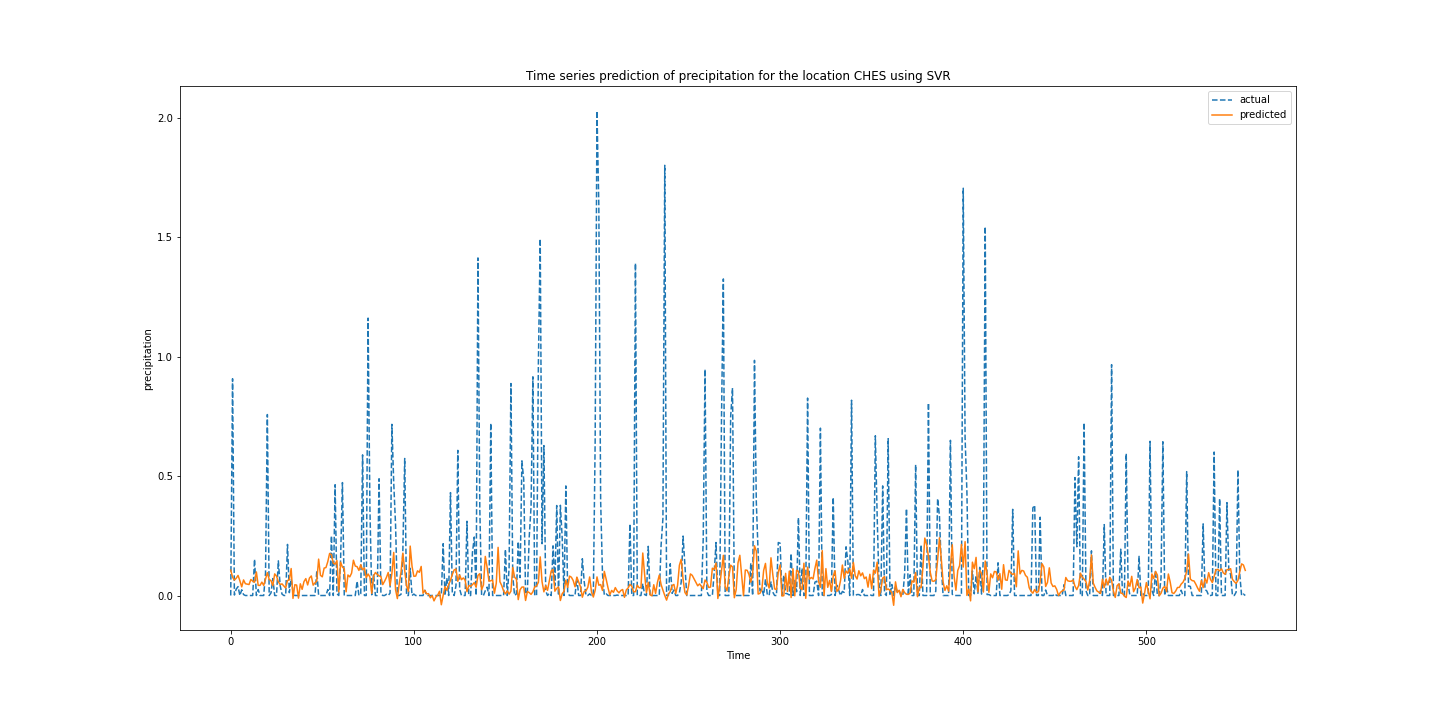 Time series prediction of precipitation for the location CHES using SVR
actual
predicted
2.0
1.5
1.0
0.5
0.0
precipitation
0 100 200 300 400 500
Time